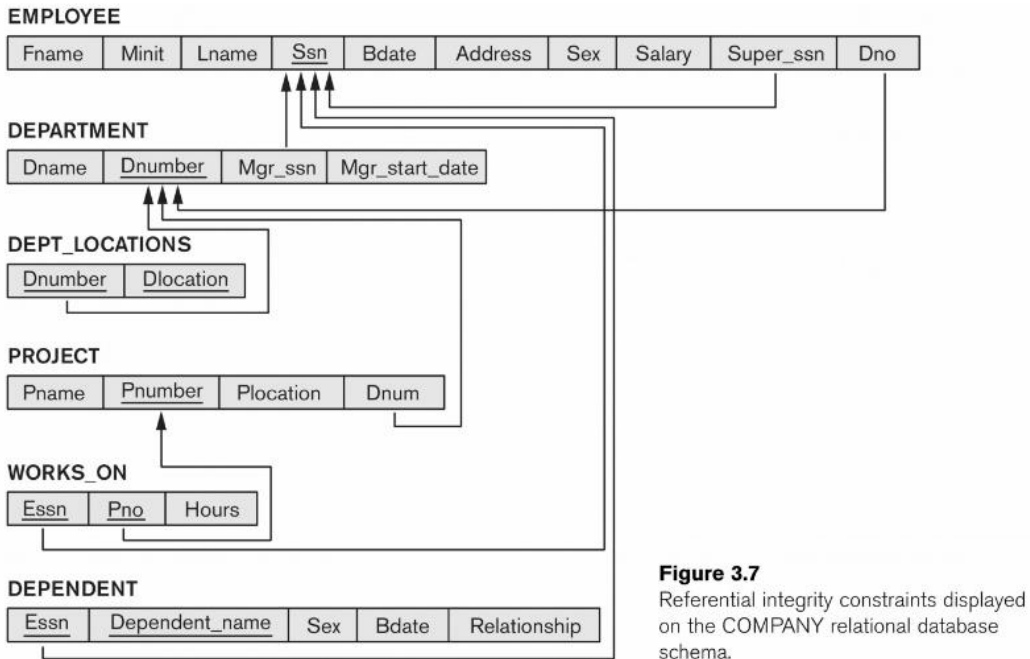 EMPLOYEE
Fname Minit Lname Ssn Bdate Address Sex Salary Super_ssn Dno
DEPARTMENT
Dname Dnumber Mgr_ssn Mgr_start_date
DEPT_LOCATIONS
Dnumber Dlocation
PROJECT
Pname Pnumber Plocation Dnum
WORKS_ON
Essn Pno Hours
DEPENDENT
Essn Dependent_name Sex Bdate Relationship
Figure 3.7
Referential integrity constraints displayed
on the COMPANY relational database
schema.